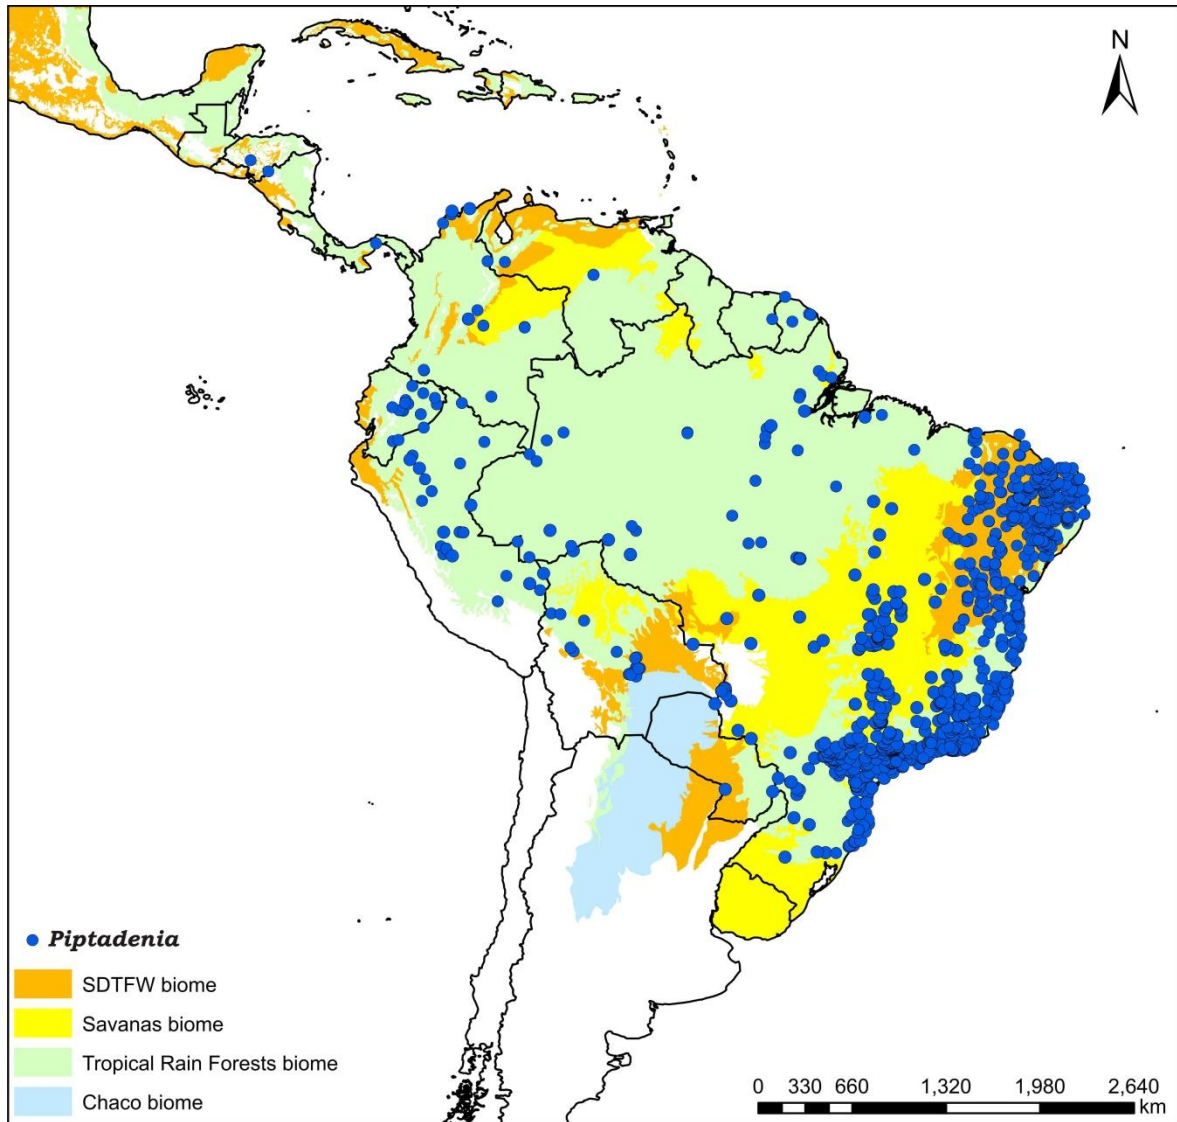 N
Piptadenia
SDTFW biome
Savanas biome
Tropical Rain Forests biome
Chaco biome
0 330 660 1,320 1,980 2,640
km